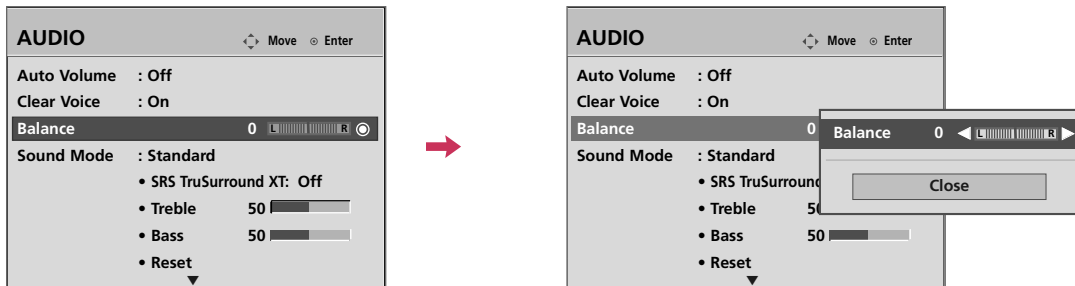 AUDIO Move Enter
Auto Volume : Off
Clear Voice : On
Balance 0 L R
Sound Mode : Standard
• SRS TruSurround XT: Off
• Treble 50
• Bass 50
• Reset
AUDIO Move Enter
Auto Volume : Off
Clear Voice : On
Balance 0
Sound Mode : Standard
• SRS TruSurround
• Treble 50
• Bass 50
• Reset
Balance 0 L R
Close